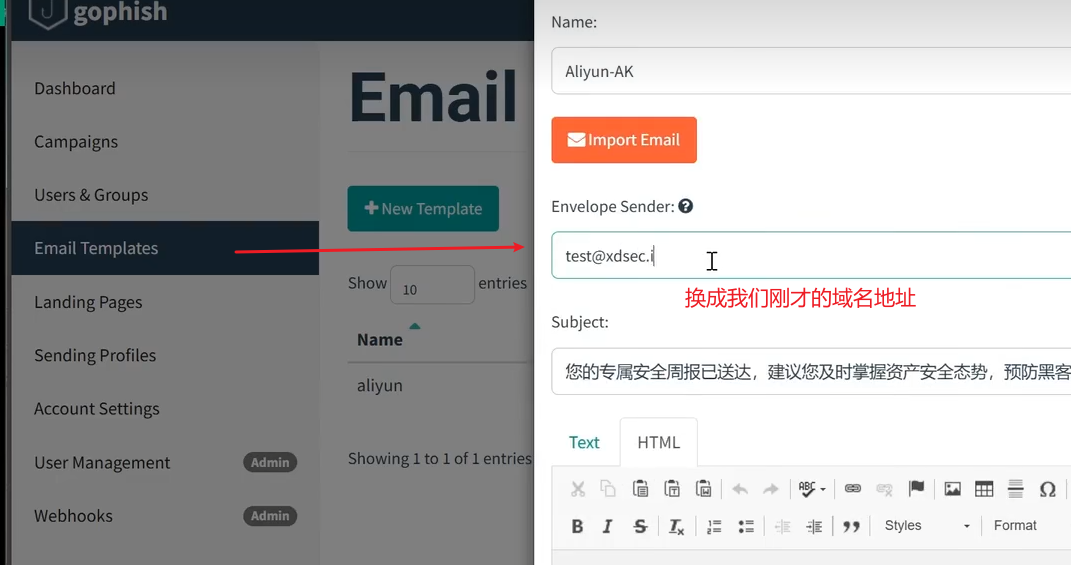 gophish
Dashboard
Campaigns
Users & Groups
Email Templates
Landing Pages
Sending Profiles
Account Settings
User Management Admin
Webhooks Admin
Email
New Template
Show 10 entries
Name
aliyun
Showing 1 to 1 of 1 entries
Name:
Aliyun-AK
Import Email
Envelope Sender:
test@xdsec.i
换成我们刚才的域名地址
Subject:
您的专属安全周报已送达，建议您及时掌握资产安全态势，预防黑客
Text HTML
ABC
B I S Tx
Styles Format